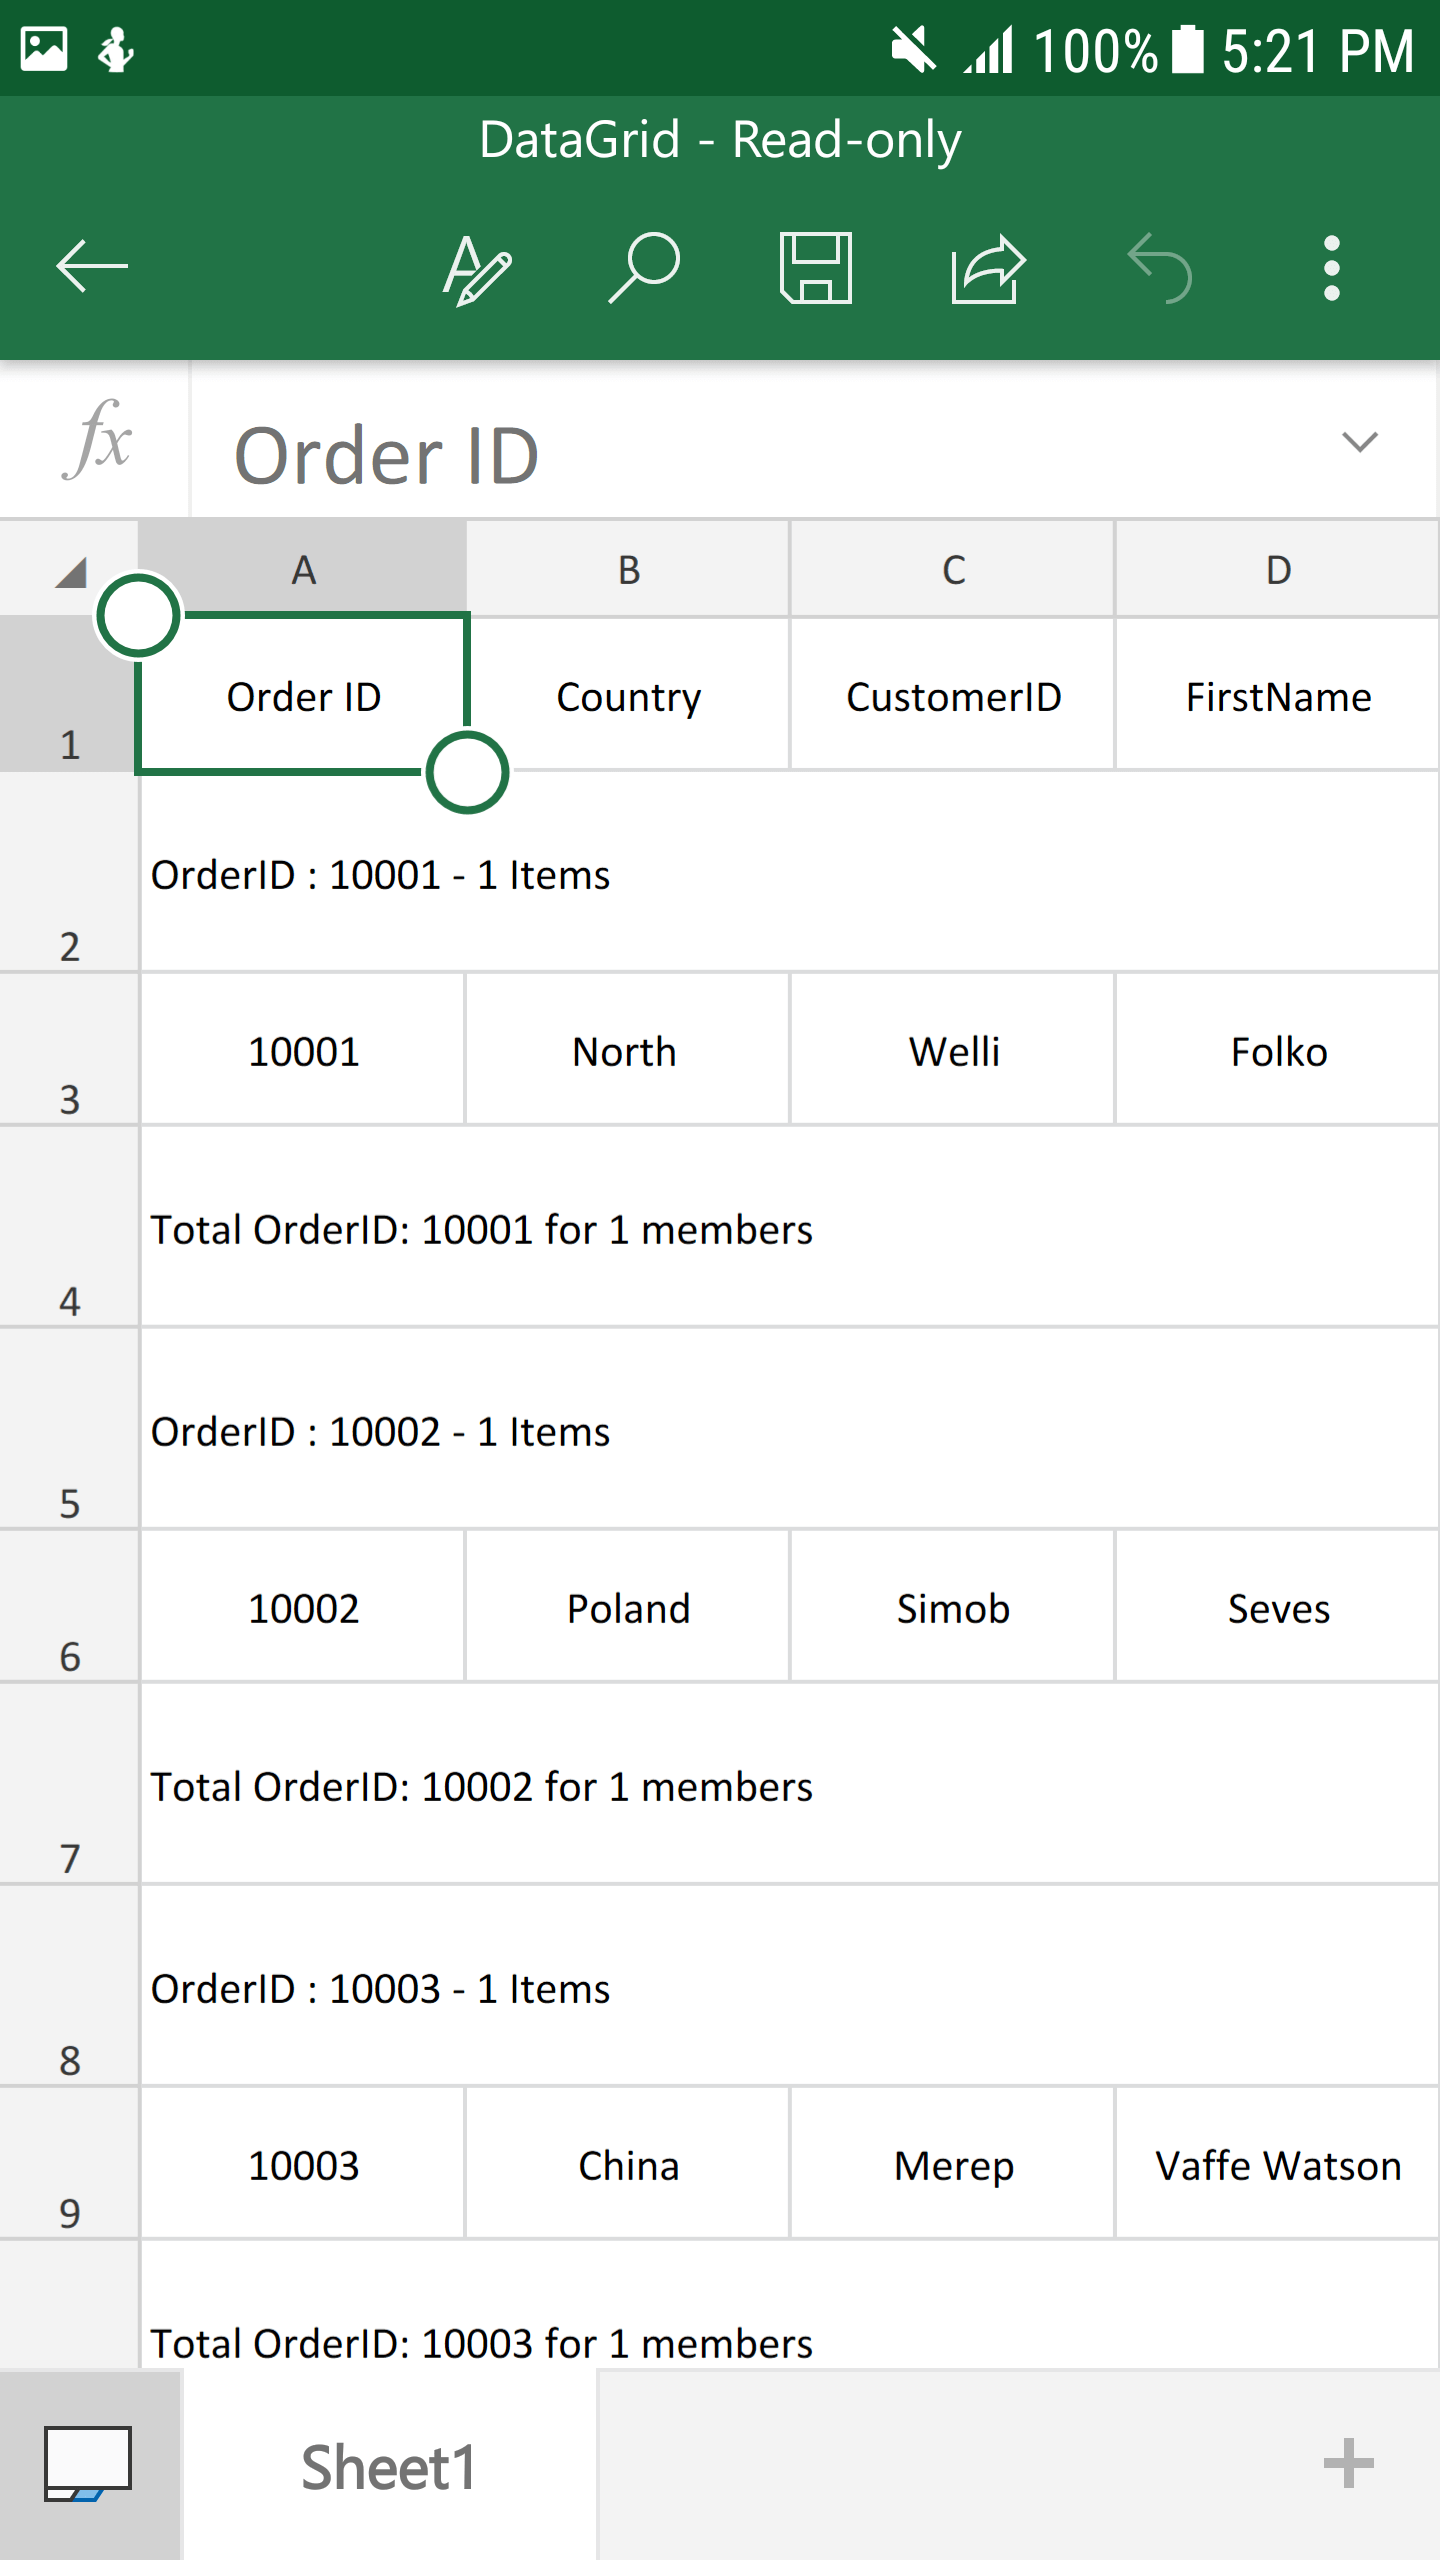 100% 5:21 PM
DataGrid - Read-only
fx Order ID
A B C D
1 Order ID Country CustomerID FirstName
2 OrderID : 10001 - 1 Items
3 10001 North Welli Folko
4 Total OrderID: 10001 for 1 members
5 OrderID : 10002 - 1 Items
6 10002 Poland Simob Seves
7 Total OrderID: 10002 for 1 members
8 OrderID : 10003 - 1 Items
9 10003 China Merep Vaffe Watson
Total OrderID: 10003 for 1 members
Sheet1 +